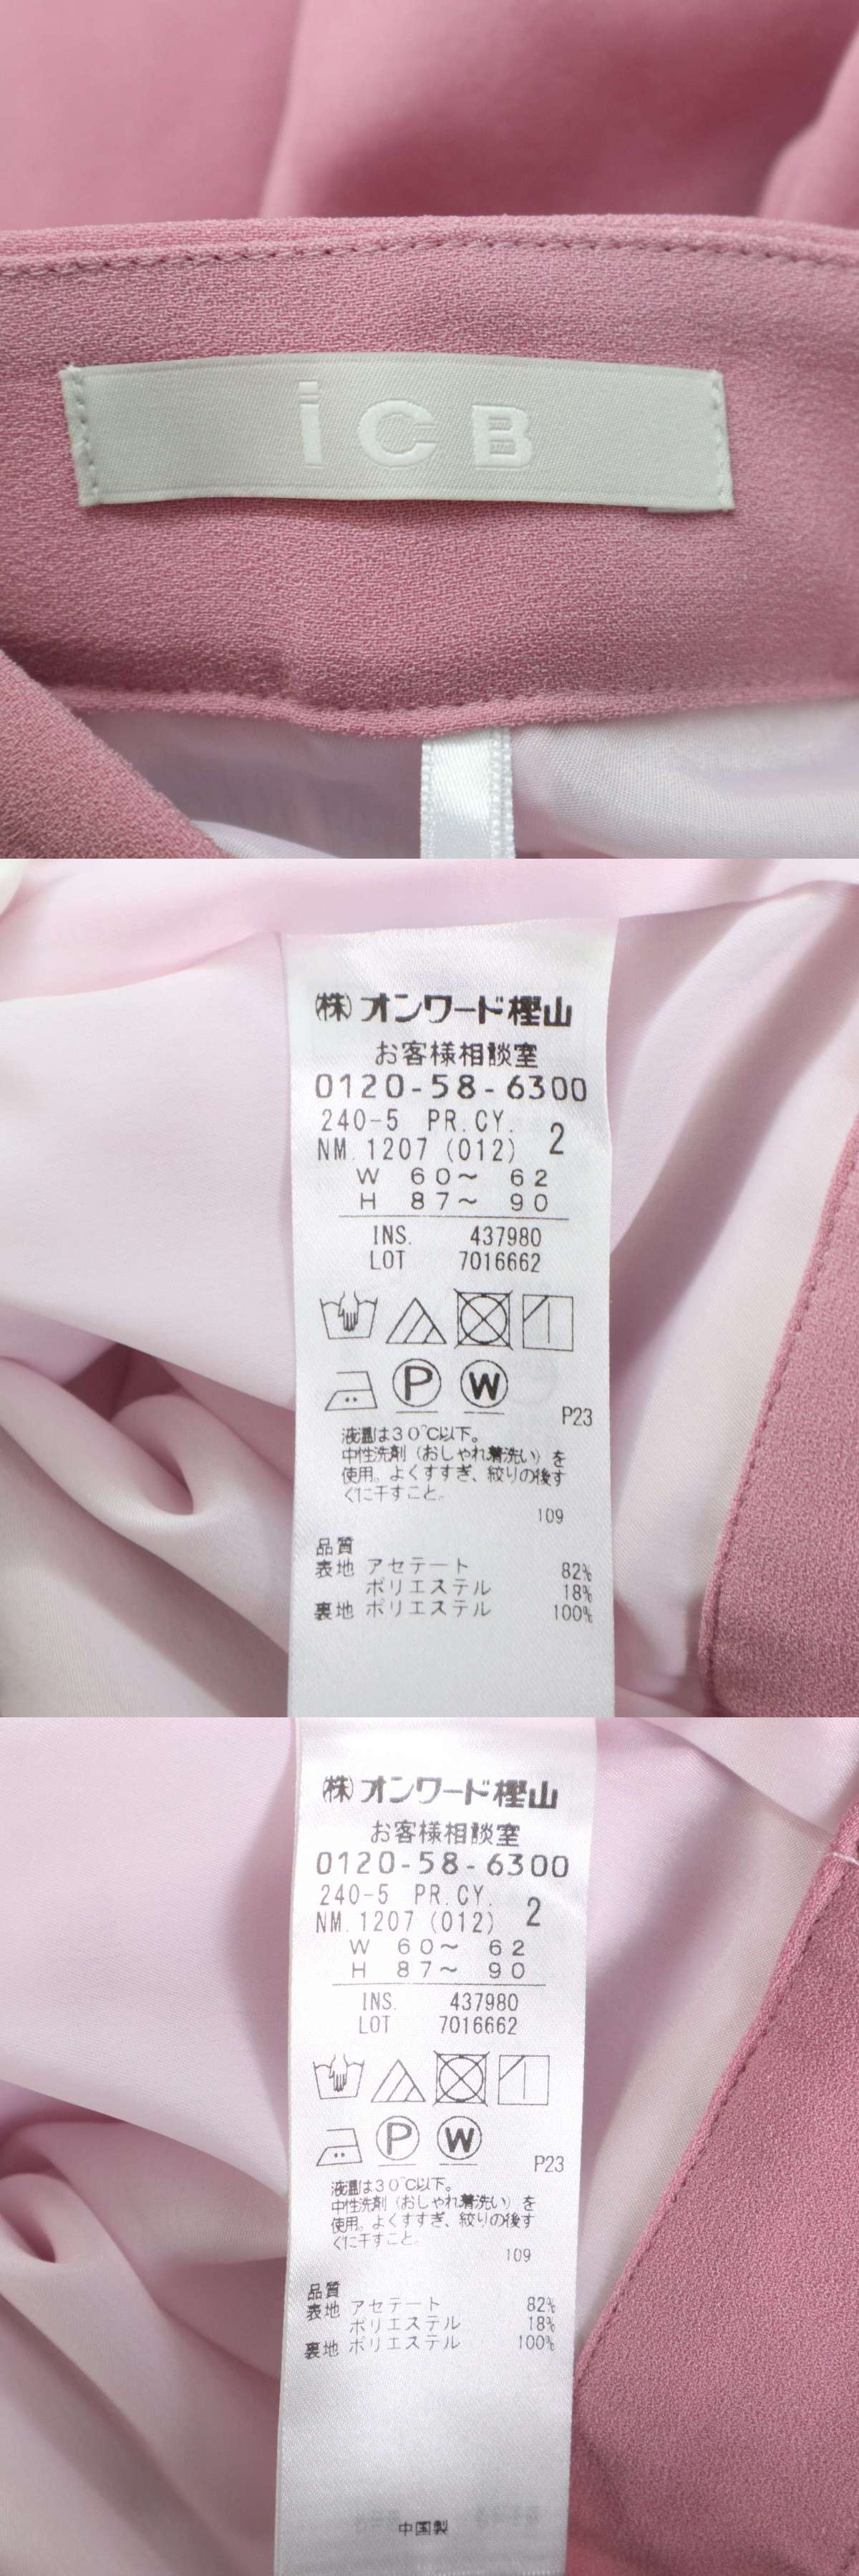 iCB
㈱オンワード樫山
お客様相談室
0120-58-6300
240-5 PR.CY.
NM.1207 (012) 2
W 60〜 62
H 87〜 90
INS. 437980
LOT 7016662
P W
P23
液温は30℃以下。
中性洗剤（おしゃれ着洗い）を
使用。よくすすぎ、絞りの後す
ぐに干すこと。
109
品質
表地 アセテート 82%
ポリエステル 18%
裏地 ポリエステル 100%
㈱オンワード樫山
お客様相談室
0120-58-6300
240-5 PR.CY.
NM.1207 (012) 2
W 60〜 62
H 87〜 90
INS. 437980
LOT 7016662
P W
P23
液温は30℃以下。
中性洗剤（おしゃれ着洗い）を
使用。よくすすぎ、絞りの後す
ぐに干すこと。
109
品質
表地 アセテート 82%
ポリエステル 18%
裏地 ポリエステル 100%
中国製